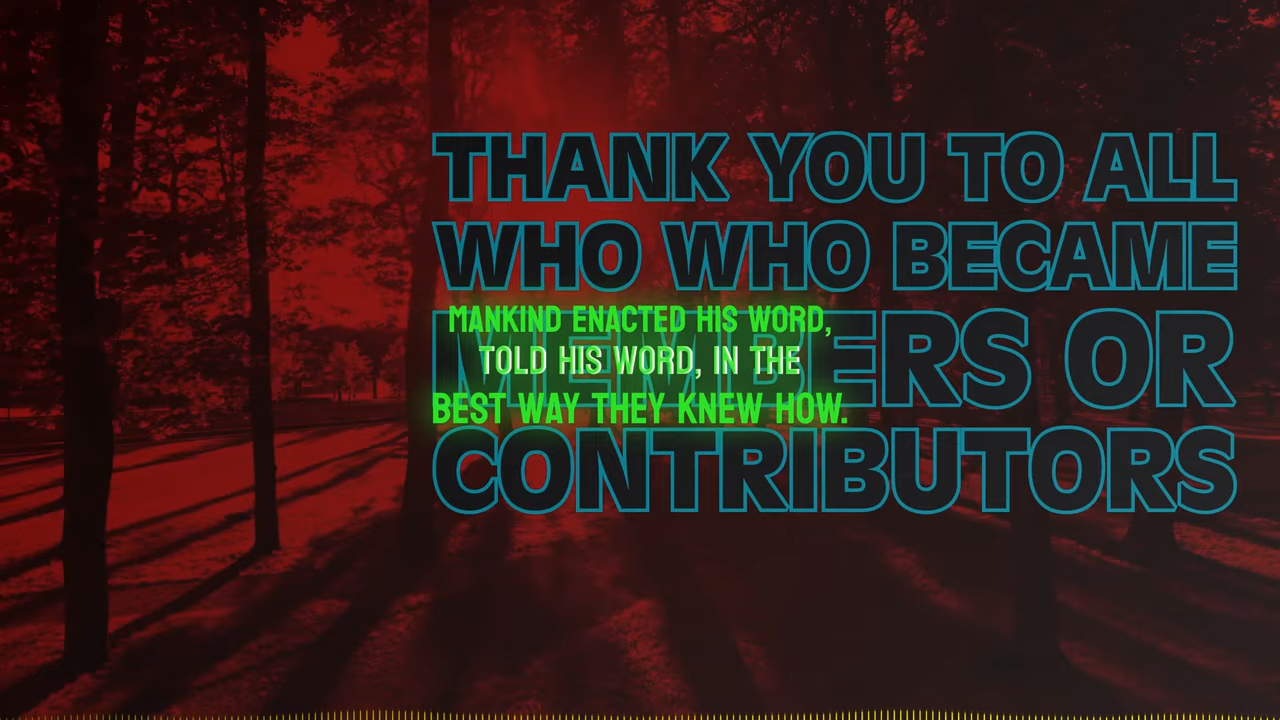 THANK YOU TO ALL
WHO WHO BECAME
MEMBERS OR
CONTRIBUTORS
MANKIND ENACTED HIS WORD,
TOLD HIS WORD, IN THE
BEST WAY THEY KNEW HOW.